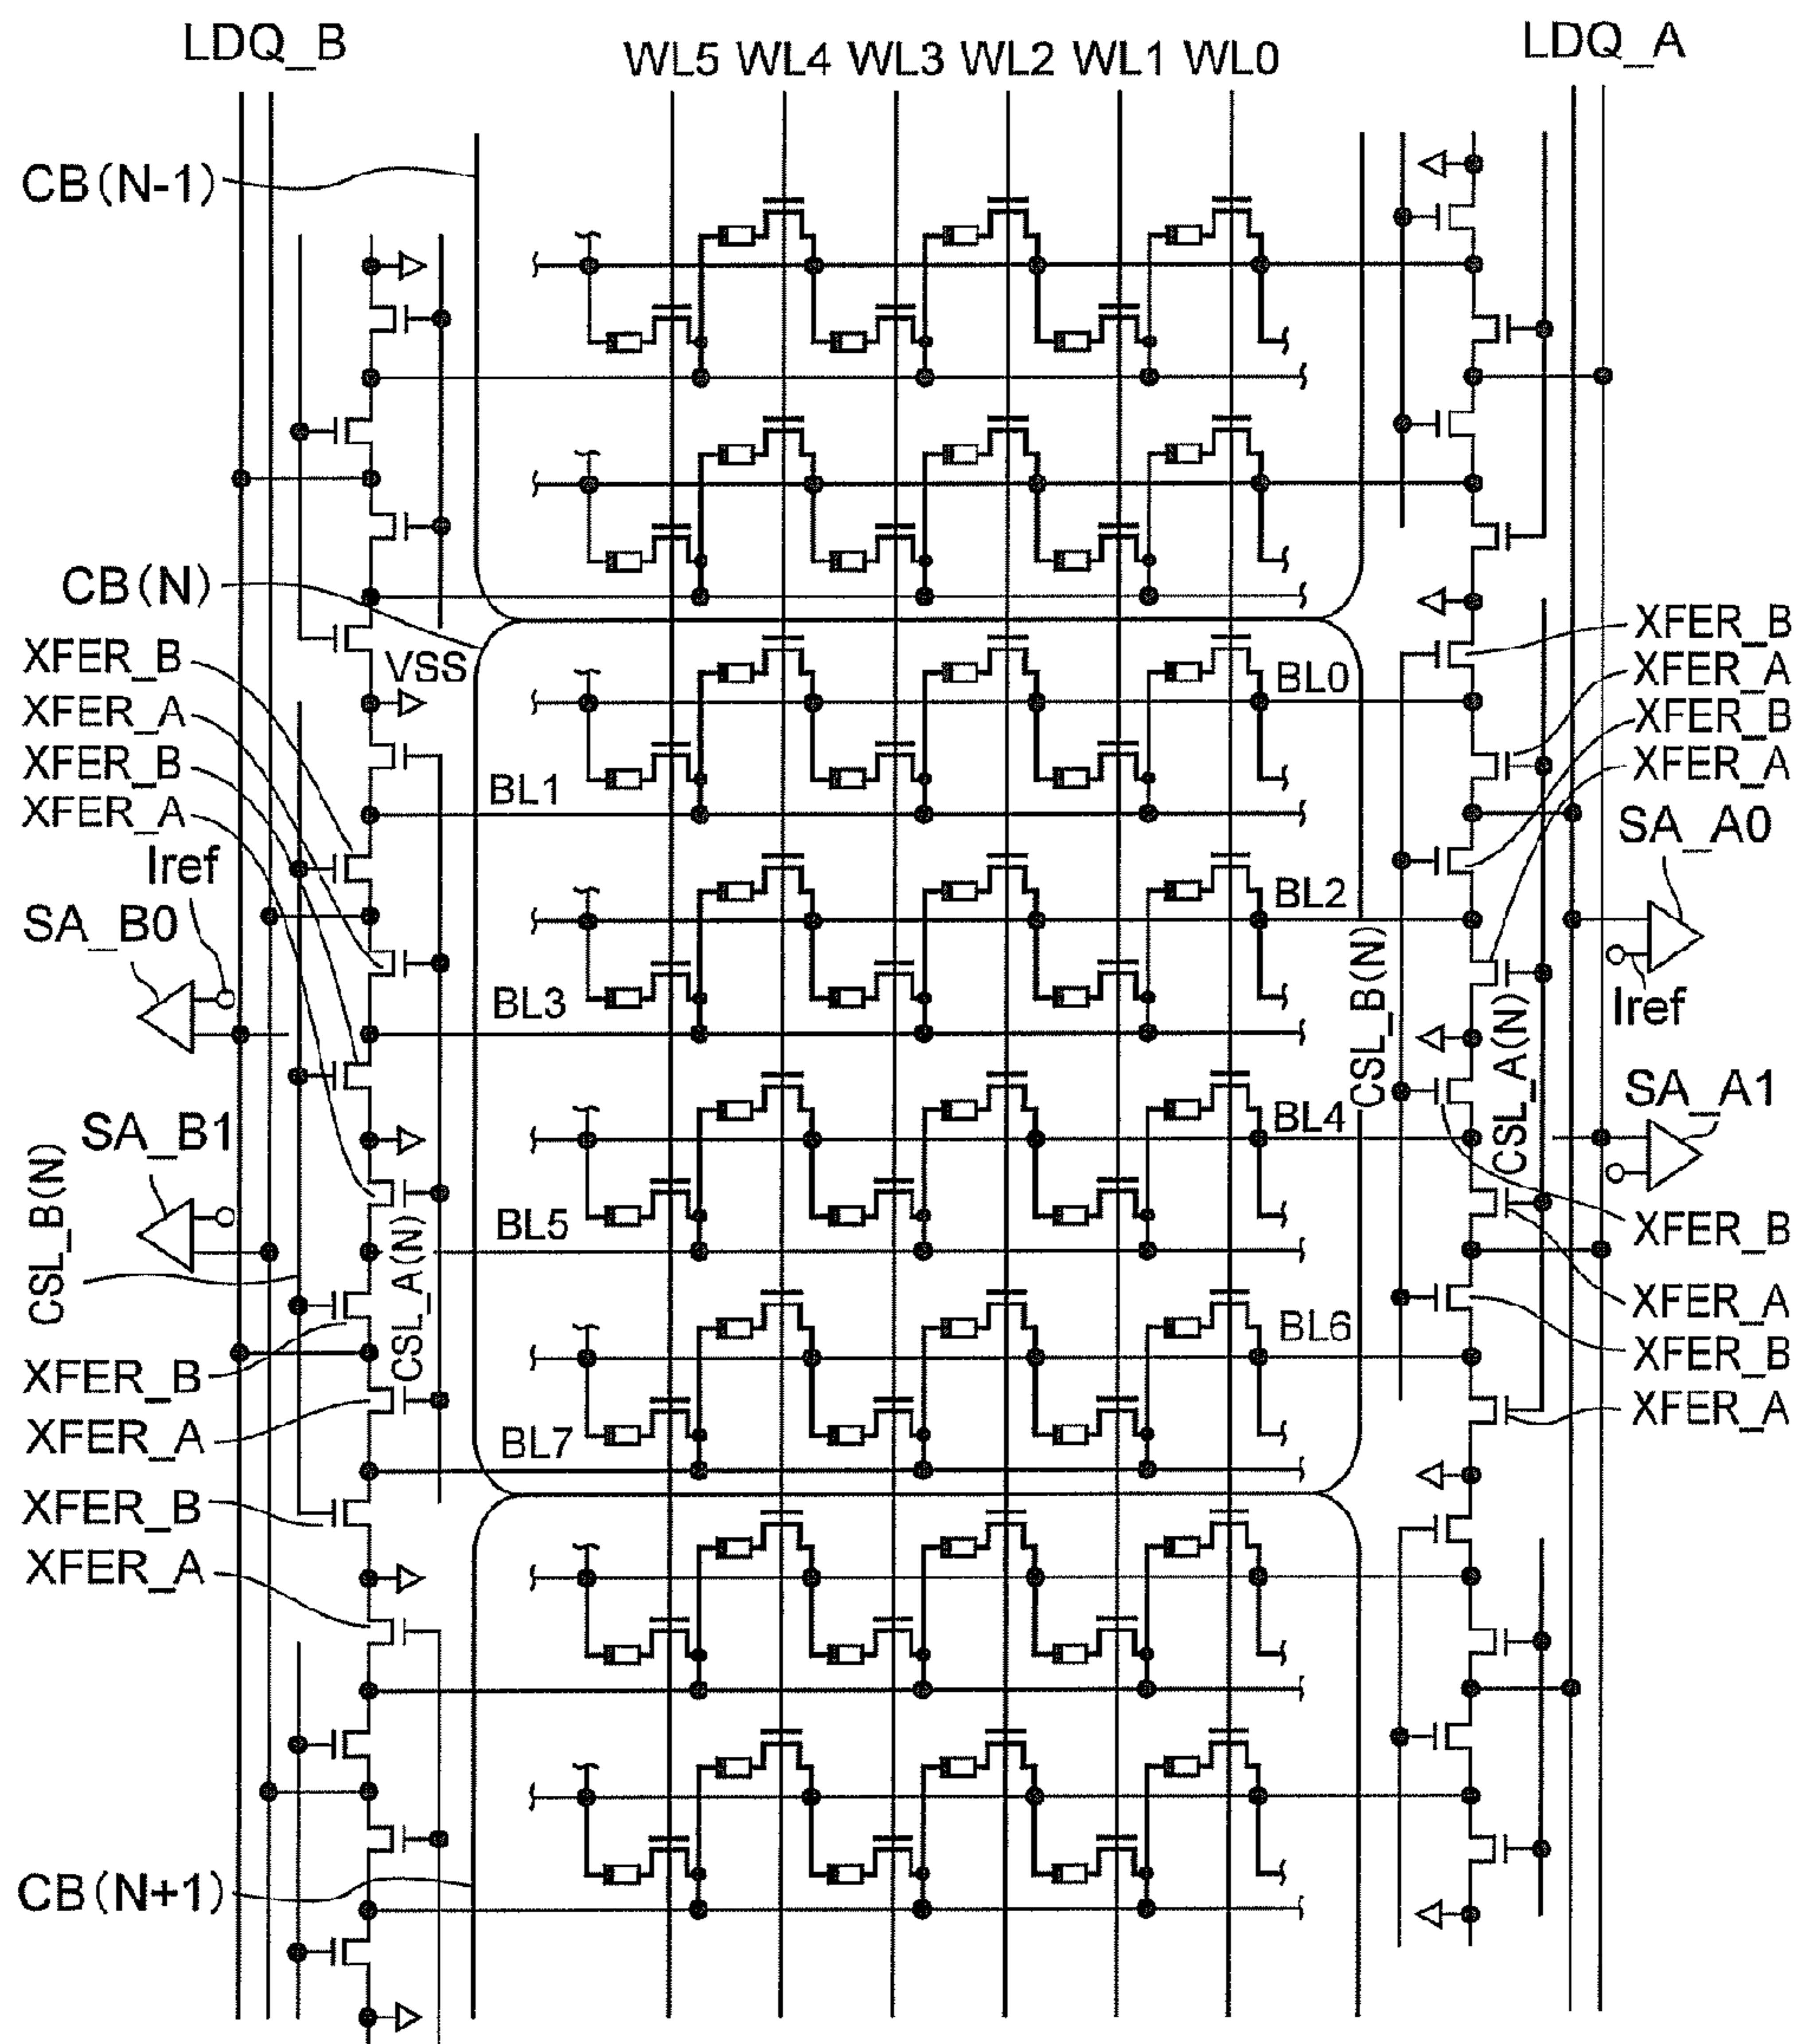 LDQ_B
WL5 WL4 WL3 WL2 WL1 WL0
LDQ_A
CB(N-1)
CB(N)
XFER_B
XFER_A
XFER_B
XFER_A
Iref
SA_B0
SA_B1
CSL_B(N)
CSL_A(N)
XFER_B
XFER_A
XFER_B
XFER_A
CB(N+1)
VSS
BL0
BL1
BL2
BL3
BL4
BL5
BL6
BL7
CSL_B(N)
CSL_A(N)
XFER_B
XFER_A
XFER_B
XFER_A
SA_A0
Iref
SA_A1
XFER_B
XFER_A
XFER_B
XFER_A